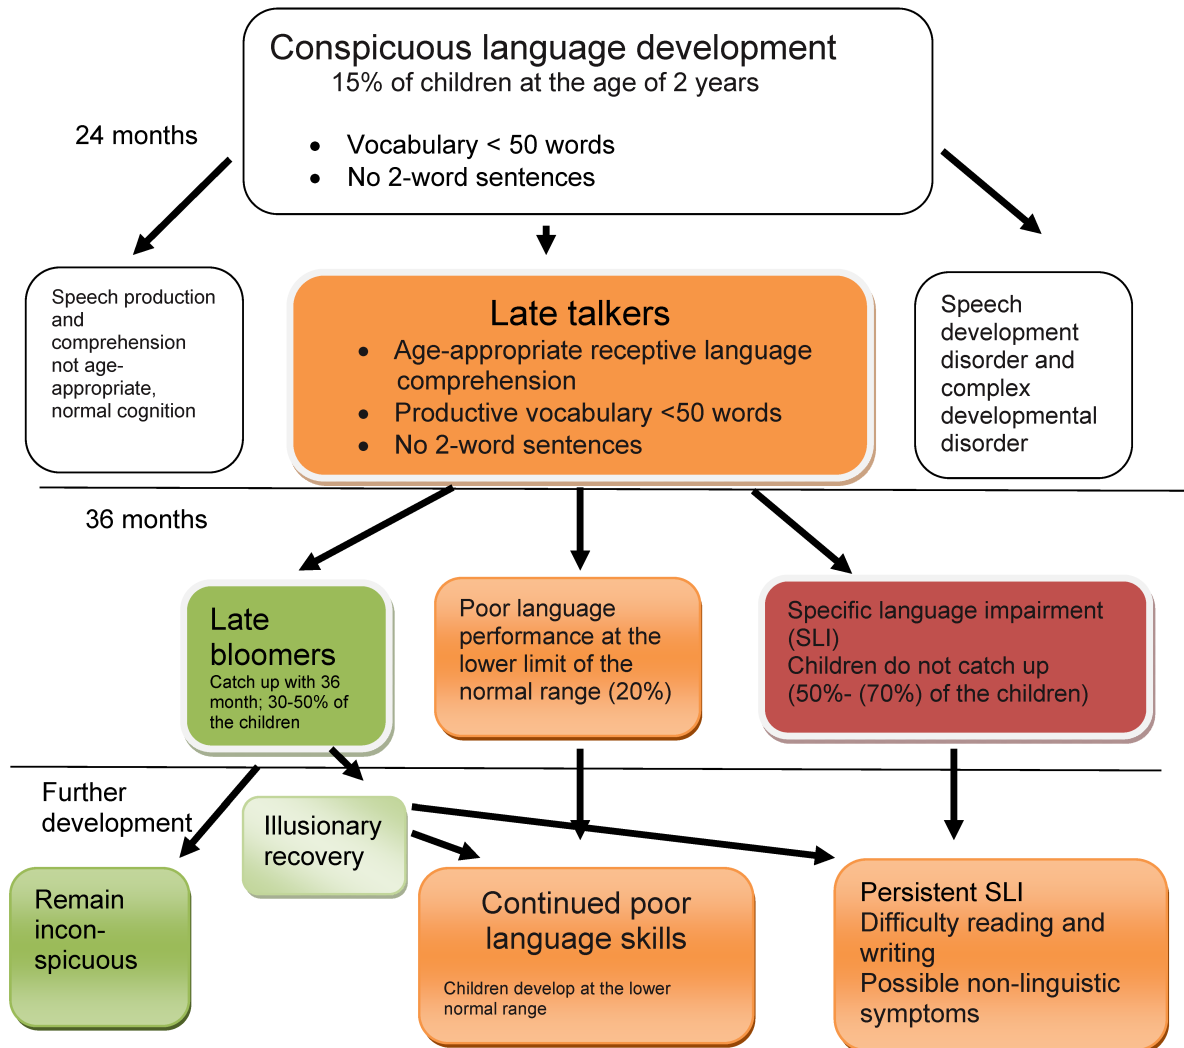 Conspicuous language development
15% of children at the age of 2 years
24 months
• Vocabulary < 50 words
• No 2-word sentences
Speech production
and
comprehension
not age-
appropriate,
normal cognition
Late talkers
• Age-appropriate receptive language
comprehension
• Productive vocabulary <50 words
• No 2-word sentences
Speech
development
disorder and
complex
developmental
disorder
36 months
Late
bloomers
Catch up with 36
month; 30-50% of
the children
Poor language
performance at the
lower limit of the
normal range (20%)
Specific language impairment
(SLI)
Children do not catch up
(50%- (70%) of the children)
Further
development
Illusionary
recovery
Remain
incon-
spicuous
Continued poor
language skills
Children develop at the lower
normal range
Persistent SLI
Difficulty reading and
writing
Possible non-linguistic
symptoms